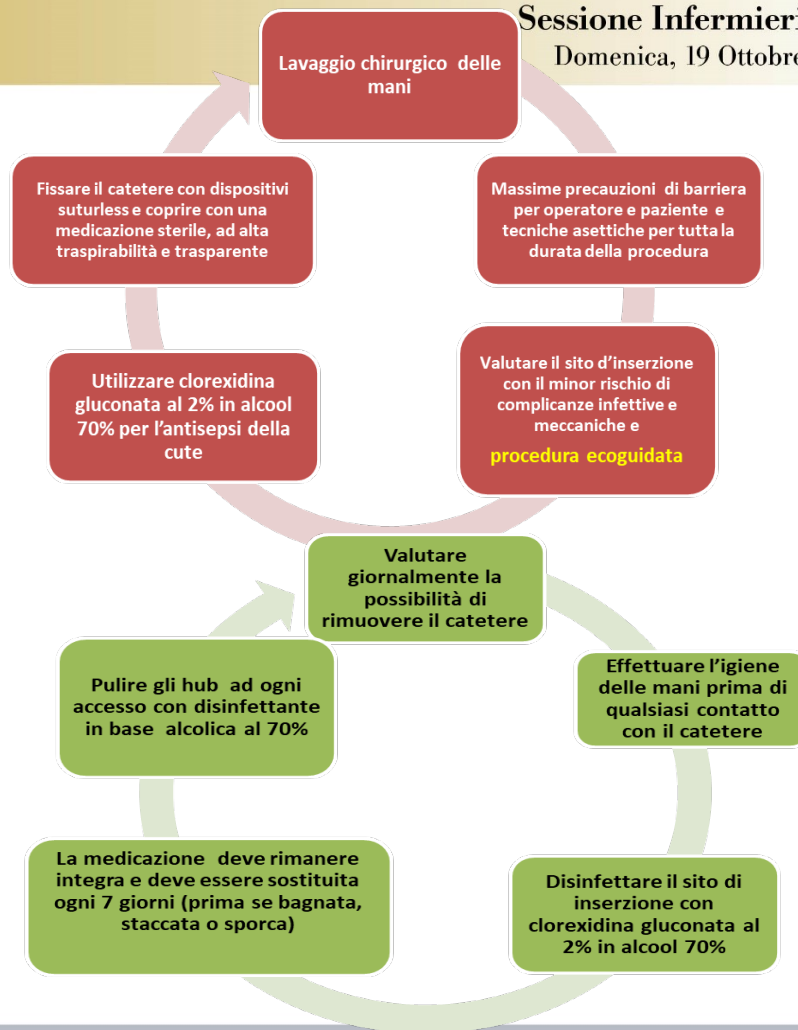 Sessione Infermieri
Domenica, 19 Ottobre
Lavaggio chirurgico delle
mani
Massime precauzioni di barriera
per operatore e paziente e
tecniche asettiche per tutta la
durata della procedura
Valutare il sito d'inserzione
con il minor rischio di
complicanze infettive e
meccaniche e
procedura ecoguidata
Utilizzare clorexidina
gluconata al 2% in alcool
70% per l'antisepsi della
cute
Fissare il catetere con dispositivi
suturless e coprire con una
medicazione sterile, ad alta
traspirabilità e trasparente
Valutare
giornalmente la
possibilità di
rimuovere il catetere
Effettuare l'igiene
delle mani prima di
qualsiasi contatto
con il catetere
Disinfettare il sito di
inserzione con
clorexidina gluconata al
2% in alcool 70%
La medicazione deve rimanere
integra e deve essere sostituita
ogni 7 giorni (prima se bagnata,
staccata o sporca)
Pulire gli hub ad ogni
accesso con disinfettante
in base alcolica al 70%